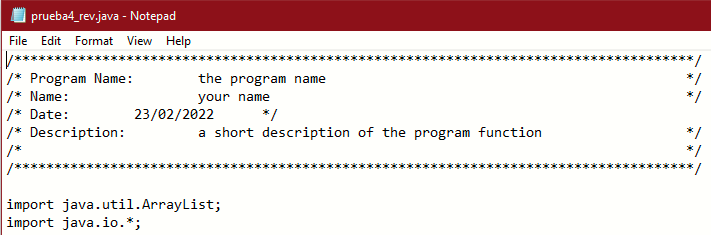 prueba4_rev.java - Notepad
File Edit Format View Help
/*************************************************************************************/
/* Program Name: the program name */
/* Name: your name */
/* Date: 23/02/2022 */
/* Description: a short description of the program function */
/* */
/*************************************************************************************/
import java.util.ArrayList;
import java.io.*;